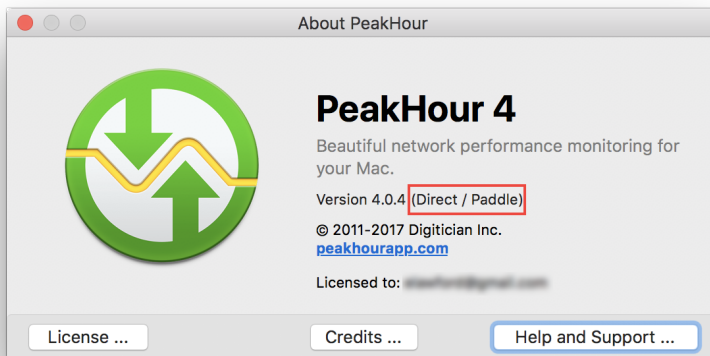 About PeakHour
PeakHour 4
Beautiful network performance monitoring for
your Mac.
Version 4.0.4 (Direct / Paddle)
© 2011-2017 Digitician Inc.
peakhourapp.com
Licensed to:
License ...
Credits ...
Help and Support ...